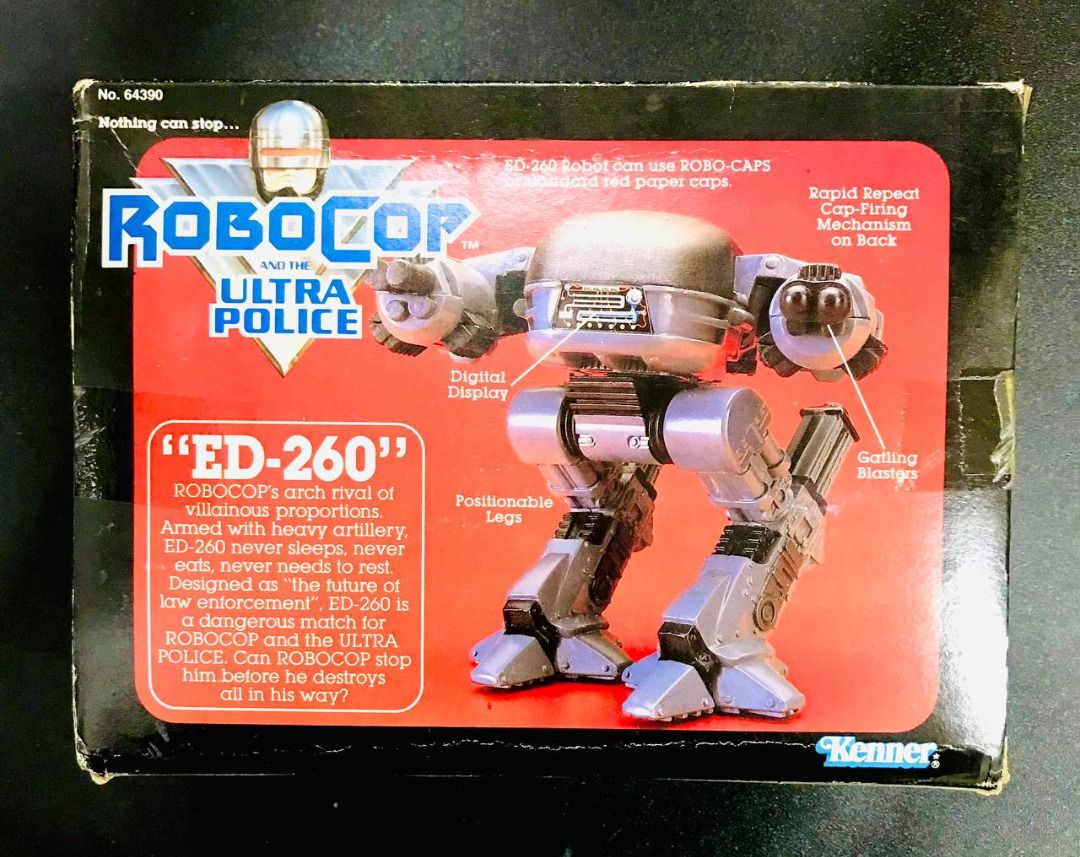 No. 64390
Nothing can stop...
ROBOCOP™
AND THE
ULTRA
POLICE
ED-260 Robot can use ROBO-CAPS
or standard red paper caps.
Rapid Repeat
Cap-Firing
Mechanism
on Back
Digital
Display
Gatling
Blasters
Positionable
Legs
“ED-260”
ROBOCOP's arch rival of
villainous proportions.
Armed with heavy artillery,
ED-260 never sleeps, never
eats, never needs to rest.
Designed as “the future of
law enforcement”, ED-260 is
a dangerous match for
ROBOCOP and the ULTRA
POLICE. Can ROBOCOP stop
him before he destroys
all in his way?
Kenner®